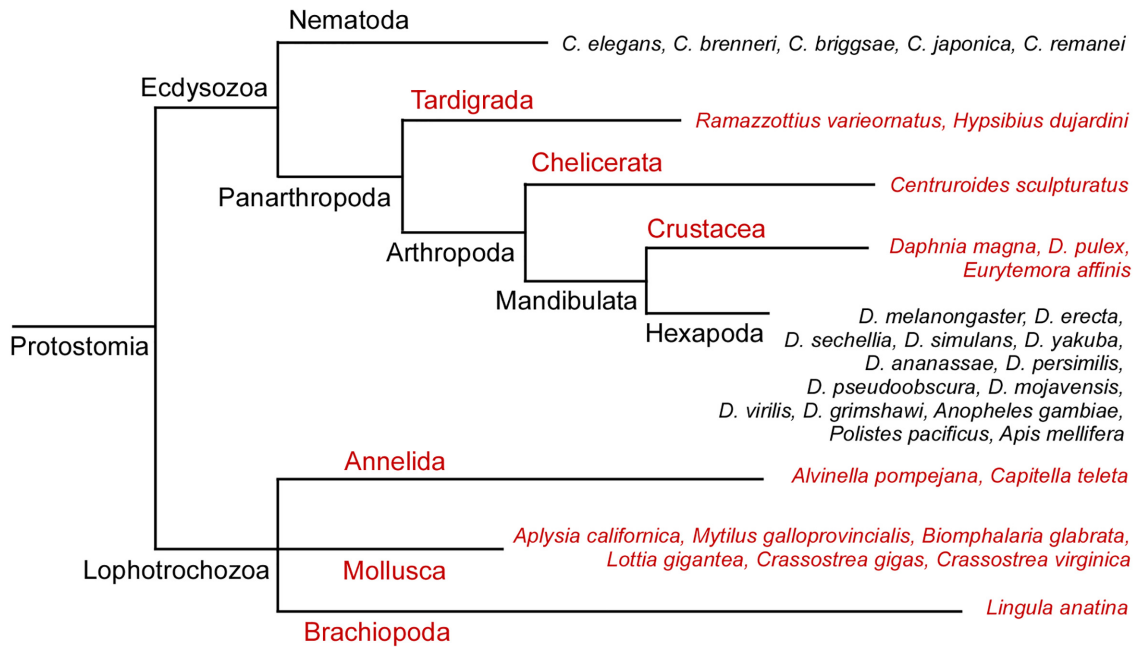 Nematoda
C. elegans, C. brenneri, C. briggsae, C. japonica, C. remanei
Ecdysozoa
Tardigrada
Ramazzottius varieornatus, Hypsibius dujardini
Panarthropoda
Chelicerata
Centruroides sculpturatus
Arthropoda
Crustacea
Daphnia magna, D. pulex,
Eurytemora affinis
Mandibulata
Hexapoda
D. melanongaster, D. erecta,
D. sechellia, D. simulans, D. yakuba,
D. ananassae, D. persimilis,
D. pseudoobscura, D. mojavensis,
D. virilis, D. grimshawi, Anopheles gambiae,
Polistes pacificus, Apis mellifera
Protostomia
Annelida
Alvinella pompejana, Capitella teleta
Lophotrochozoa
Mollusca
Aplysia californica, Mytilus galloprovincialis, Biomphalaria glabrata,
Lottia gigantea, Crassostrea gigas, Crassostrea virginica
Brachiopoda
Lingula anatina